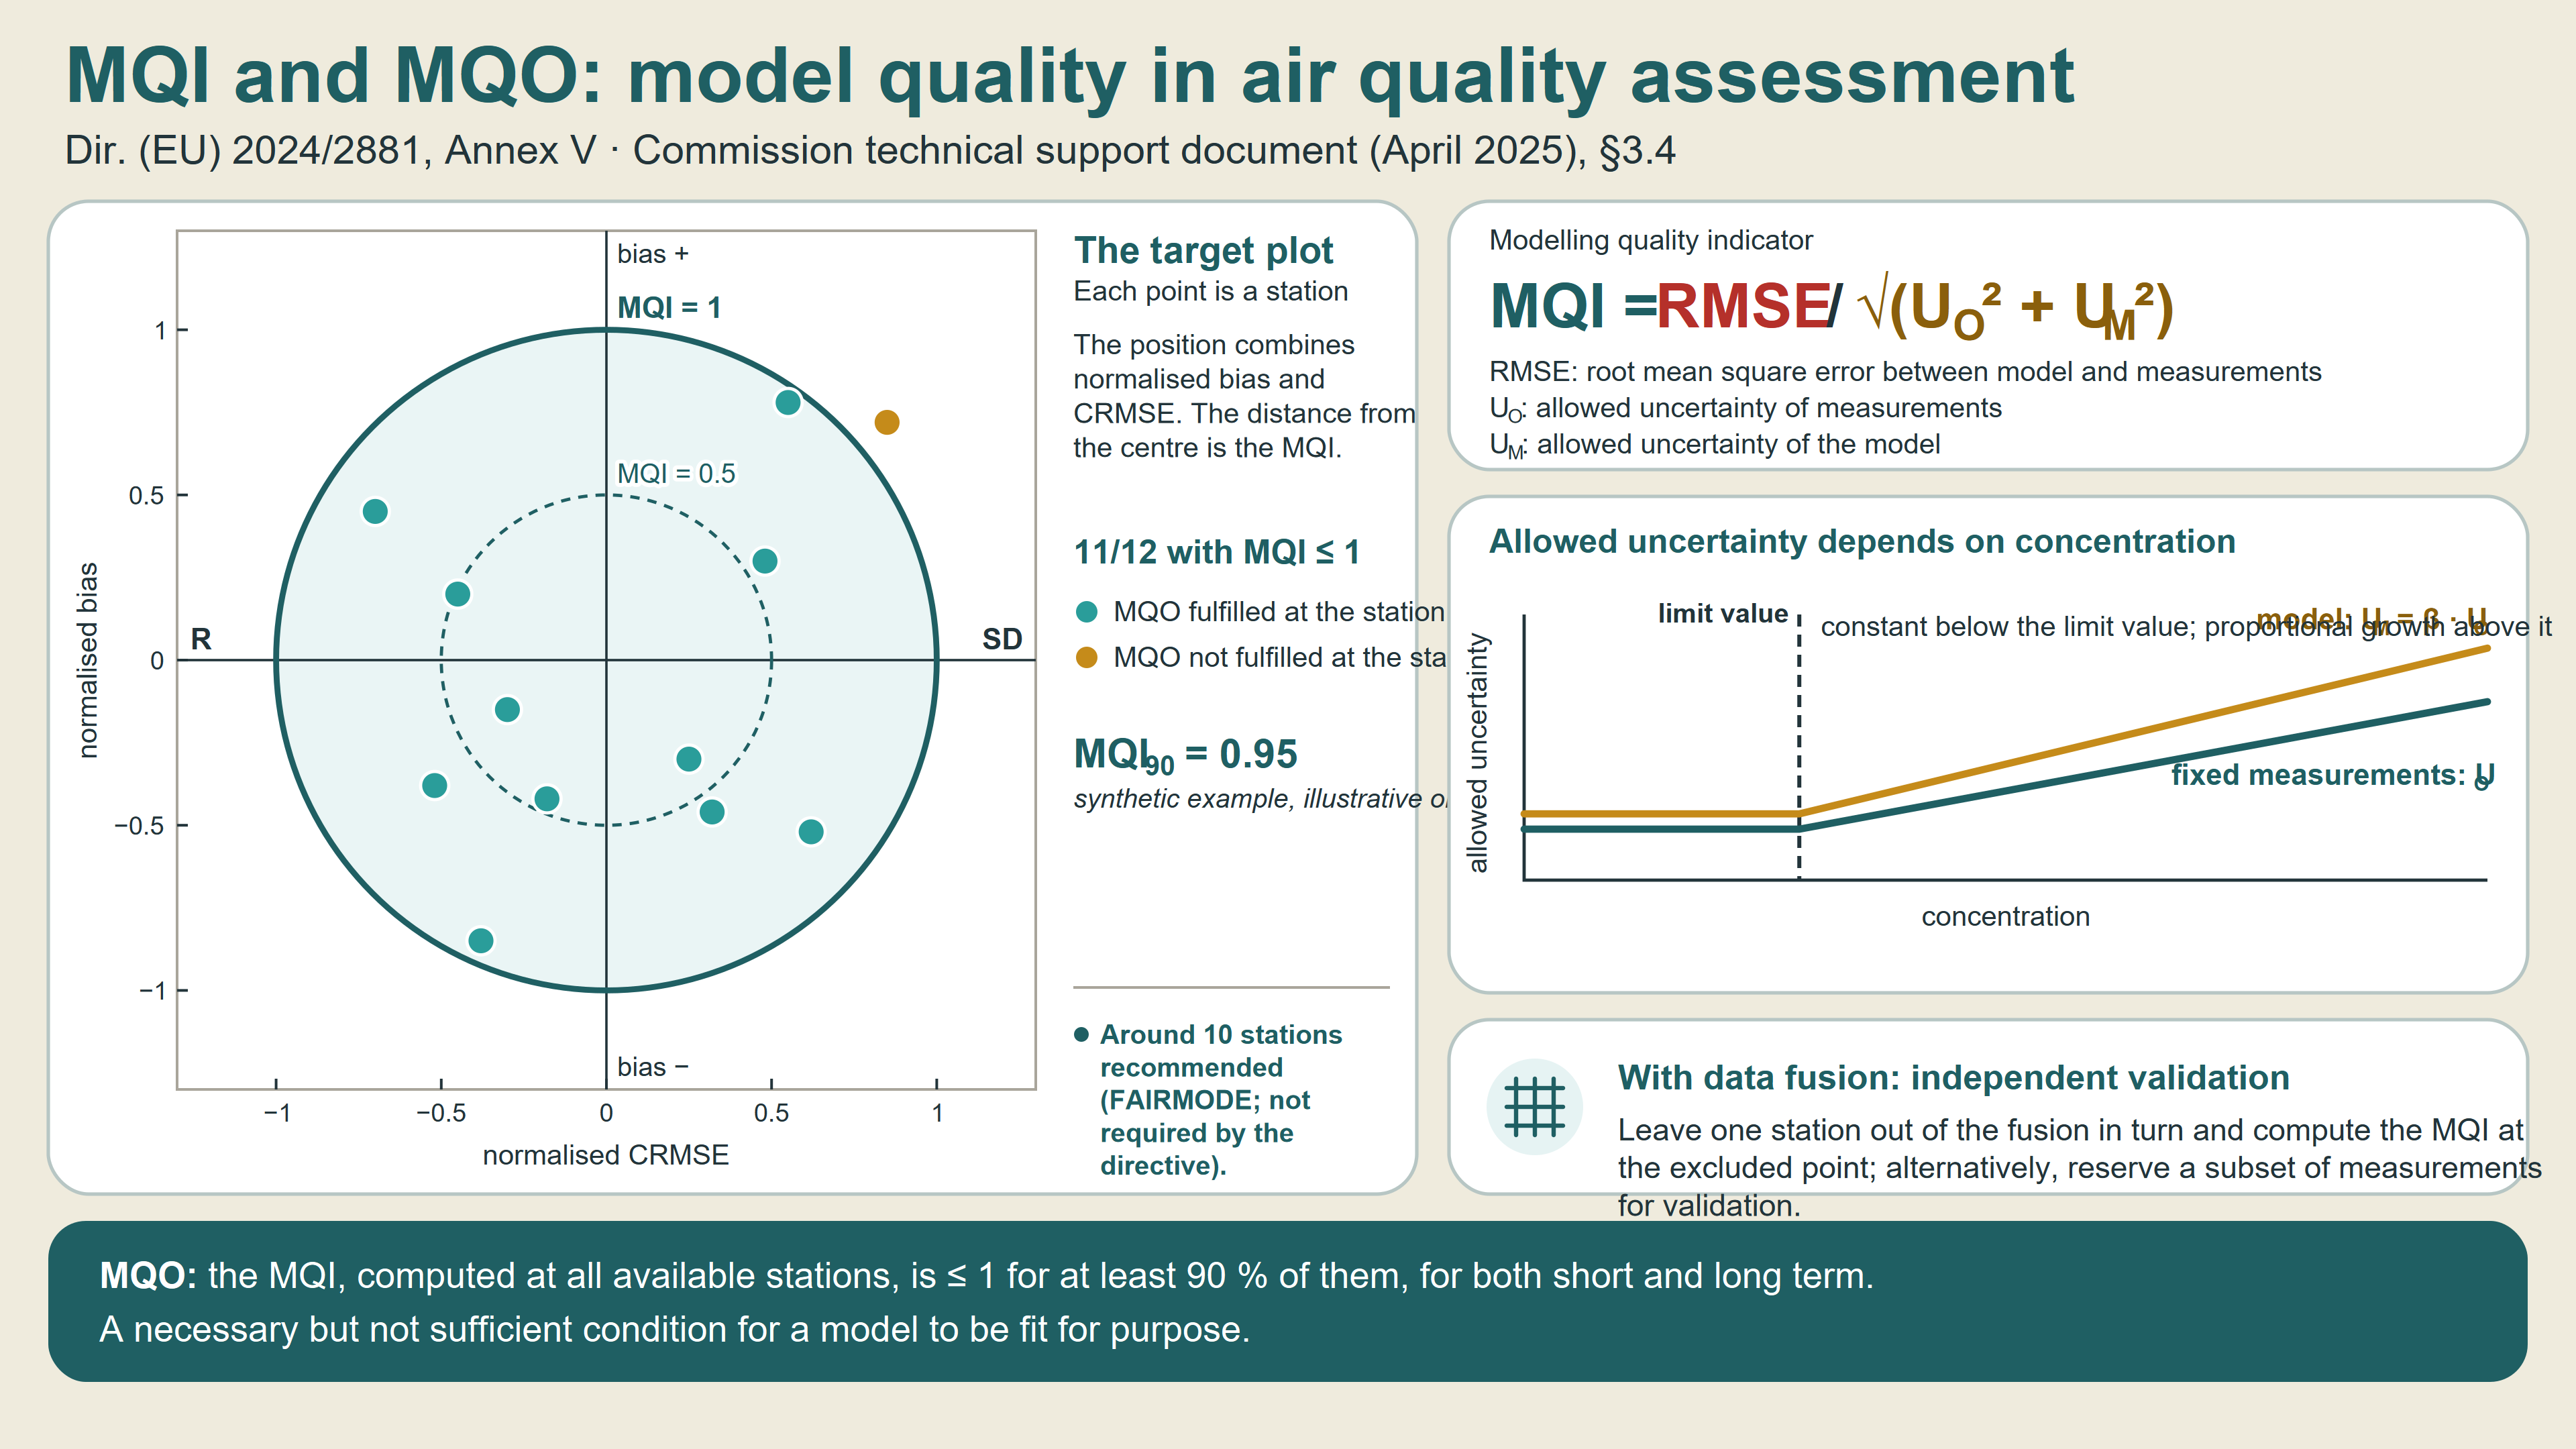 MQI and MQO: model quality in air quality assessment
Dir. (EU) 2024/2881, Annex V · Commission technical support document (April 2025), §3.4
bias +
MQI = 1
MQI = 0.5
R
SD
bias −
1
0.5
0
−0.5
−1
normalised bias
−1
−0.5
0
0.5
1
normalised CRMSE
The target plot
Each point is a station
The position combines
normalised bias and
CRMSE. The distance from
the centre is the MQI.
11/12 with MQI ≤ 1
MQO fulfilled at the station
MQO not fulfilled at the sta
MQI90 = 0.95
synthetic example, illustrative
Around 10 stations
recommended
(FAIRMODE; not
required by the
directive).
Modelling quality indicator
MQI =RMSE/ √(UO² + UM²)
RMSE: root mean square error between model and measurements
UO: allowed uncertainty of measurements
UM: allowed uncertainty of the model
Allowed uncertainty depends on concentration
limit value
model: UM = β · UO
constant below the limit value; proportional growth above it
fixed measurements: UO
allowed uncertainty
concentration
With data fusion: independent validation
Leave one station out of the fusion in turn and compute the MQI at
the excluded point; alternatively, reserve a subset of measurements
for validation.
MQO: the MQI, computed at all available stations, is ≤ 1 for at least 90 % of them, for both short and long term.
A necessary but not sufficient condition for a model to be fit for purpose.